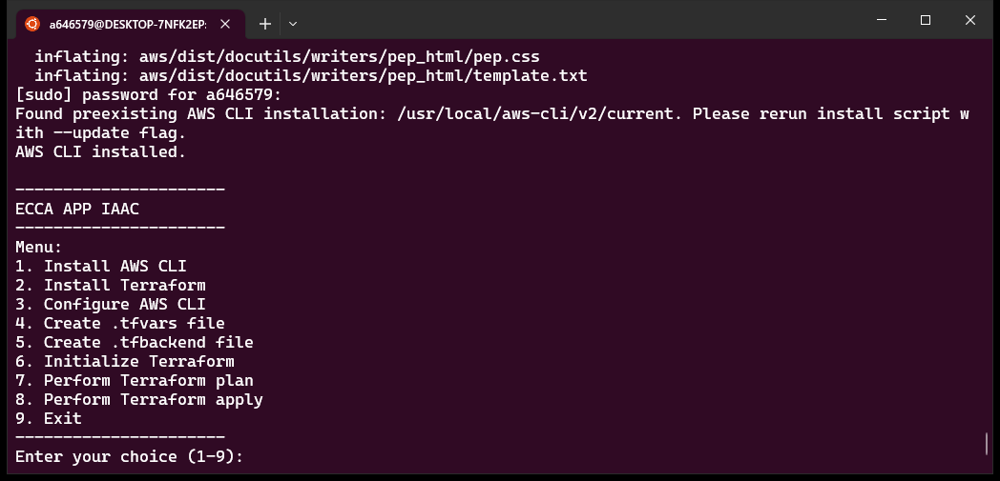 a646579@DESKTOP-7NFK2EP:
inflating: aws/dist/docutils/writers/pep_html/pep.css
inflating: aws/dist/docutils/writers/pep_html/template.txt
[sudo] password for a646579:
Found preexisting AWS CLI installation: /usr/local/aws-cli/v2/current. Please rerun install script w
ith --update flag.
AWS CLI installed.
----------------------
ECCA APP IAAC
----------------------
Menu:
1. Install AWS CLI
2. Install Terraform
3. Configure AWS CLI
4. Create .tfvars file
5. Create .tfbackend file
6. Initialize Terraform
7. Perform Terraform plan
8. Perform Terraform apply
9. Exit
----------------------
Enter your choice (1-9):